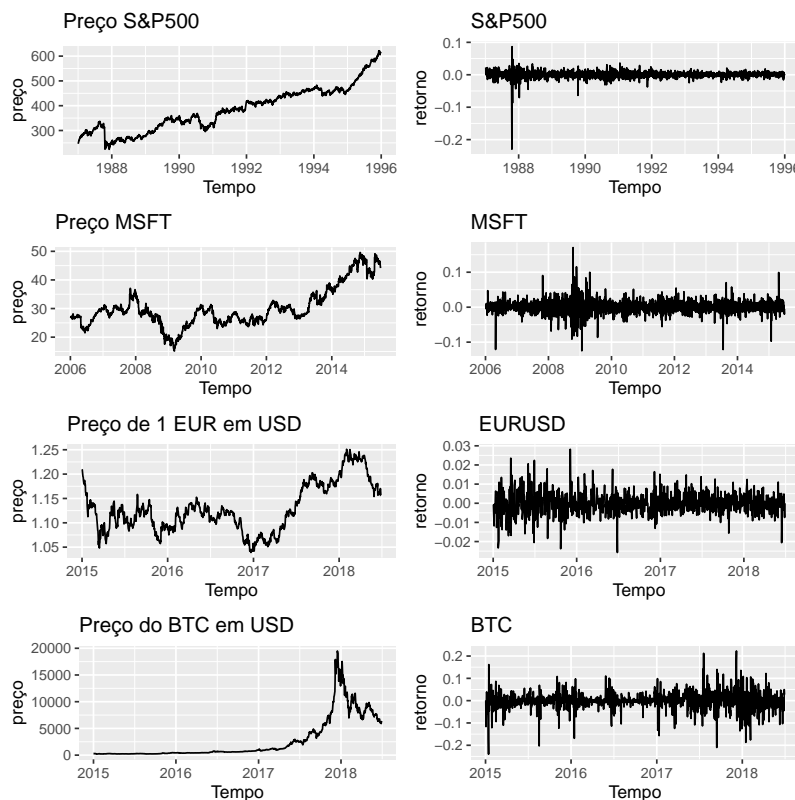 Preço S&P500
preço
600
500
400
300
1988 1990 1992 1994 1996
Tempo
S&P500
retorno
0.1
0.0
−0.1
−0.2
1988 1990 1992 1994 1996
Tempo
Preço MSFT
preço
50
40
30
20
2006 2008 2010 2012 2014
Tempo
MSFT
retorno
0.1
0.0
−0.1
2006 2008 2010 2012 2014
Tempo
Preço de 1 EUR em USD
preço
1.25
1.20
1.15
1.10
1.05
2015 2016 2017 2018
Tempo
EURUSD
retorno
0.03
0.02
0.01
0.00
−0.01
−0.02
2015 2016 2017 2018
Tempo
Preço do BTC em USD
preço
20000
15000
10000
5000
0
2015 2016 2017 2018
Tempo
BTC
retorno
0.2
0.1
0.0
−0.1
−0.2
2015 2016 2017 2018
Tempo